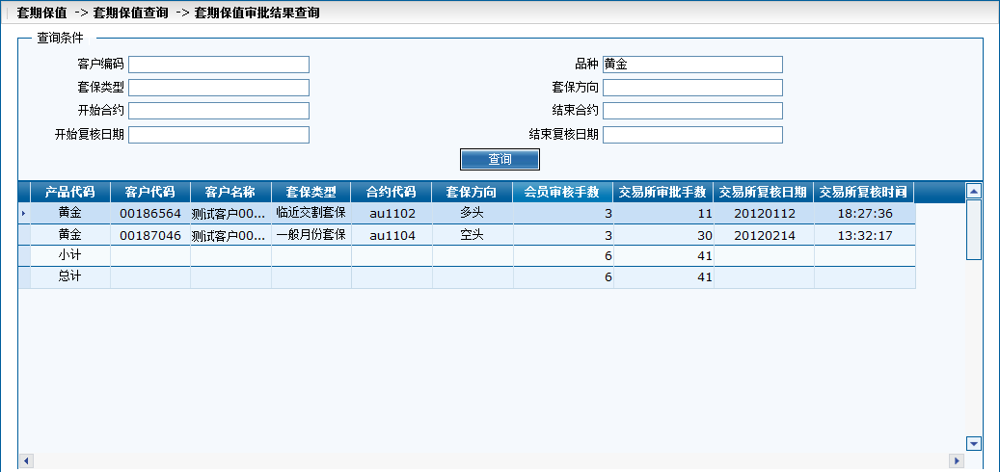 套期保值 -> 套期保值查询 -> 套期保值审批结果查询
查询条件
客户编码 品种 黄金
套保类型 套保方向
开始合约 结束合约
开始复核日期 结束复核日期
查询
产品代码 客户代码 客户名称 套保类型 合约代码 套保方向 会员审核手数 交易所审批手数 交易所复核日期 交易所复核时间
黄金 00186564 测试客户00... 临近交割套保 au1102 多头 3 11 20120112 18:27:36
黄金 00187046 测试客户00... 一般月份套保 au1104 空头 3 30 20120214 13:32:17
小计 6 41
总计 6 41